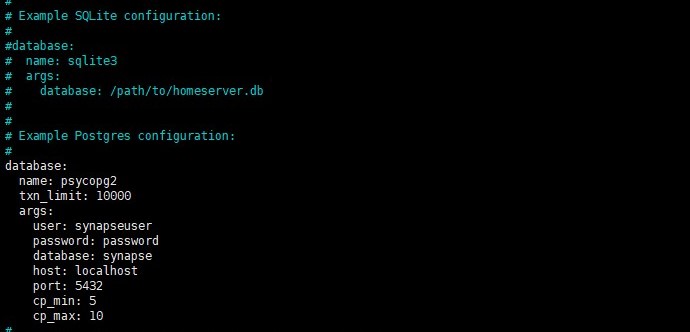 #
# Example SQLite configuration:
#
#database:
#  name: sqlite3
#  args:
#    database: /path/to/homeserver.db
#
#
# Example Postgres configuration:
#
database:
  name: psycopg2
  txn_limit: 10000
  args:
    user: synapseuser
    password: password
    database: synapse
    host: localhost
    port: 5432
    cp_min: 5
    cp_max: 10
#